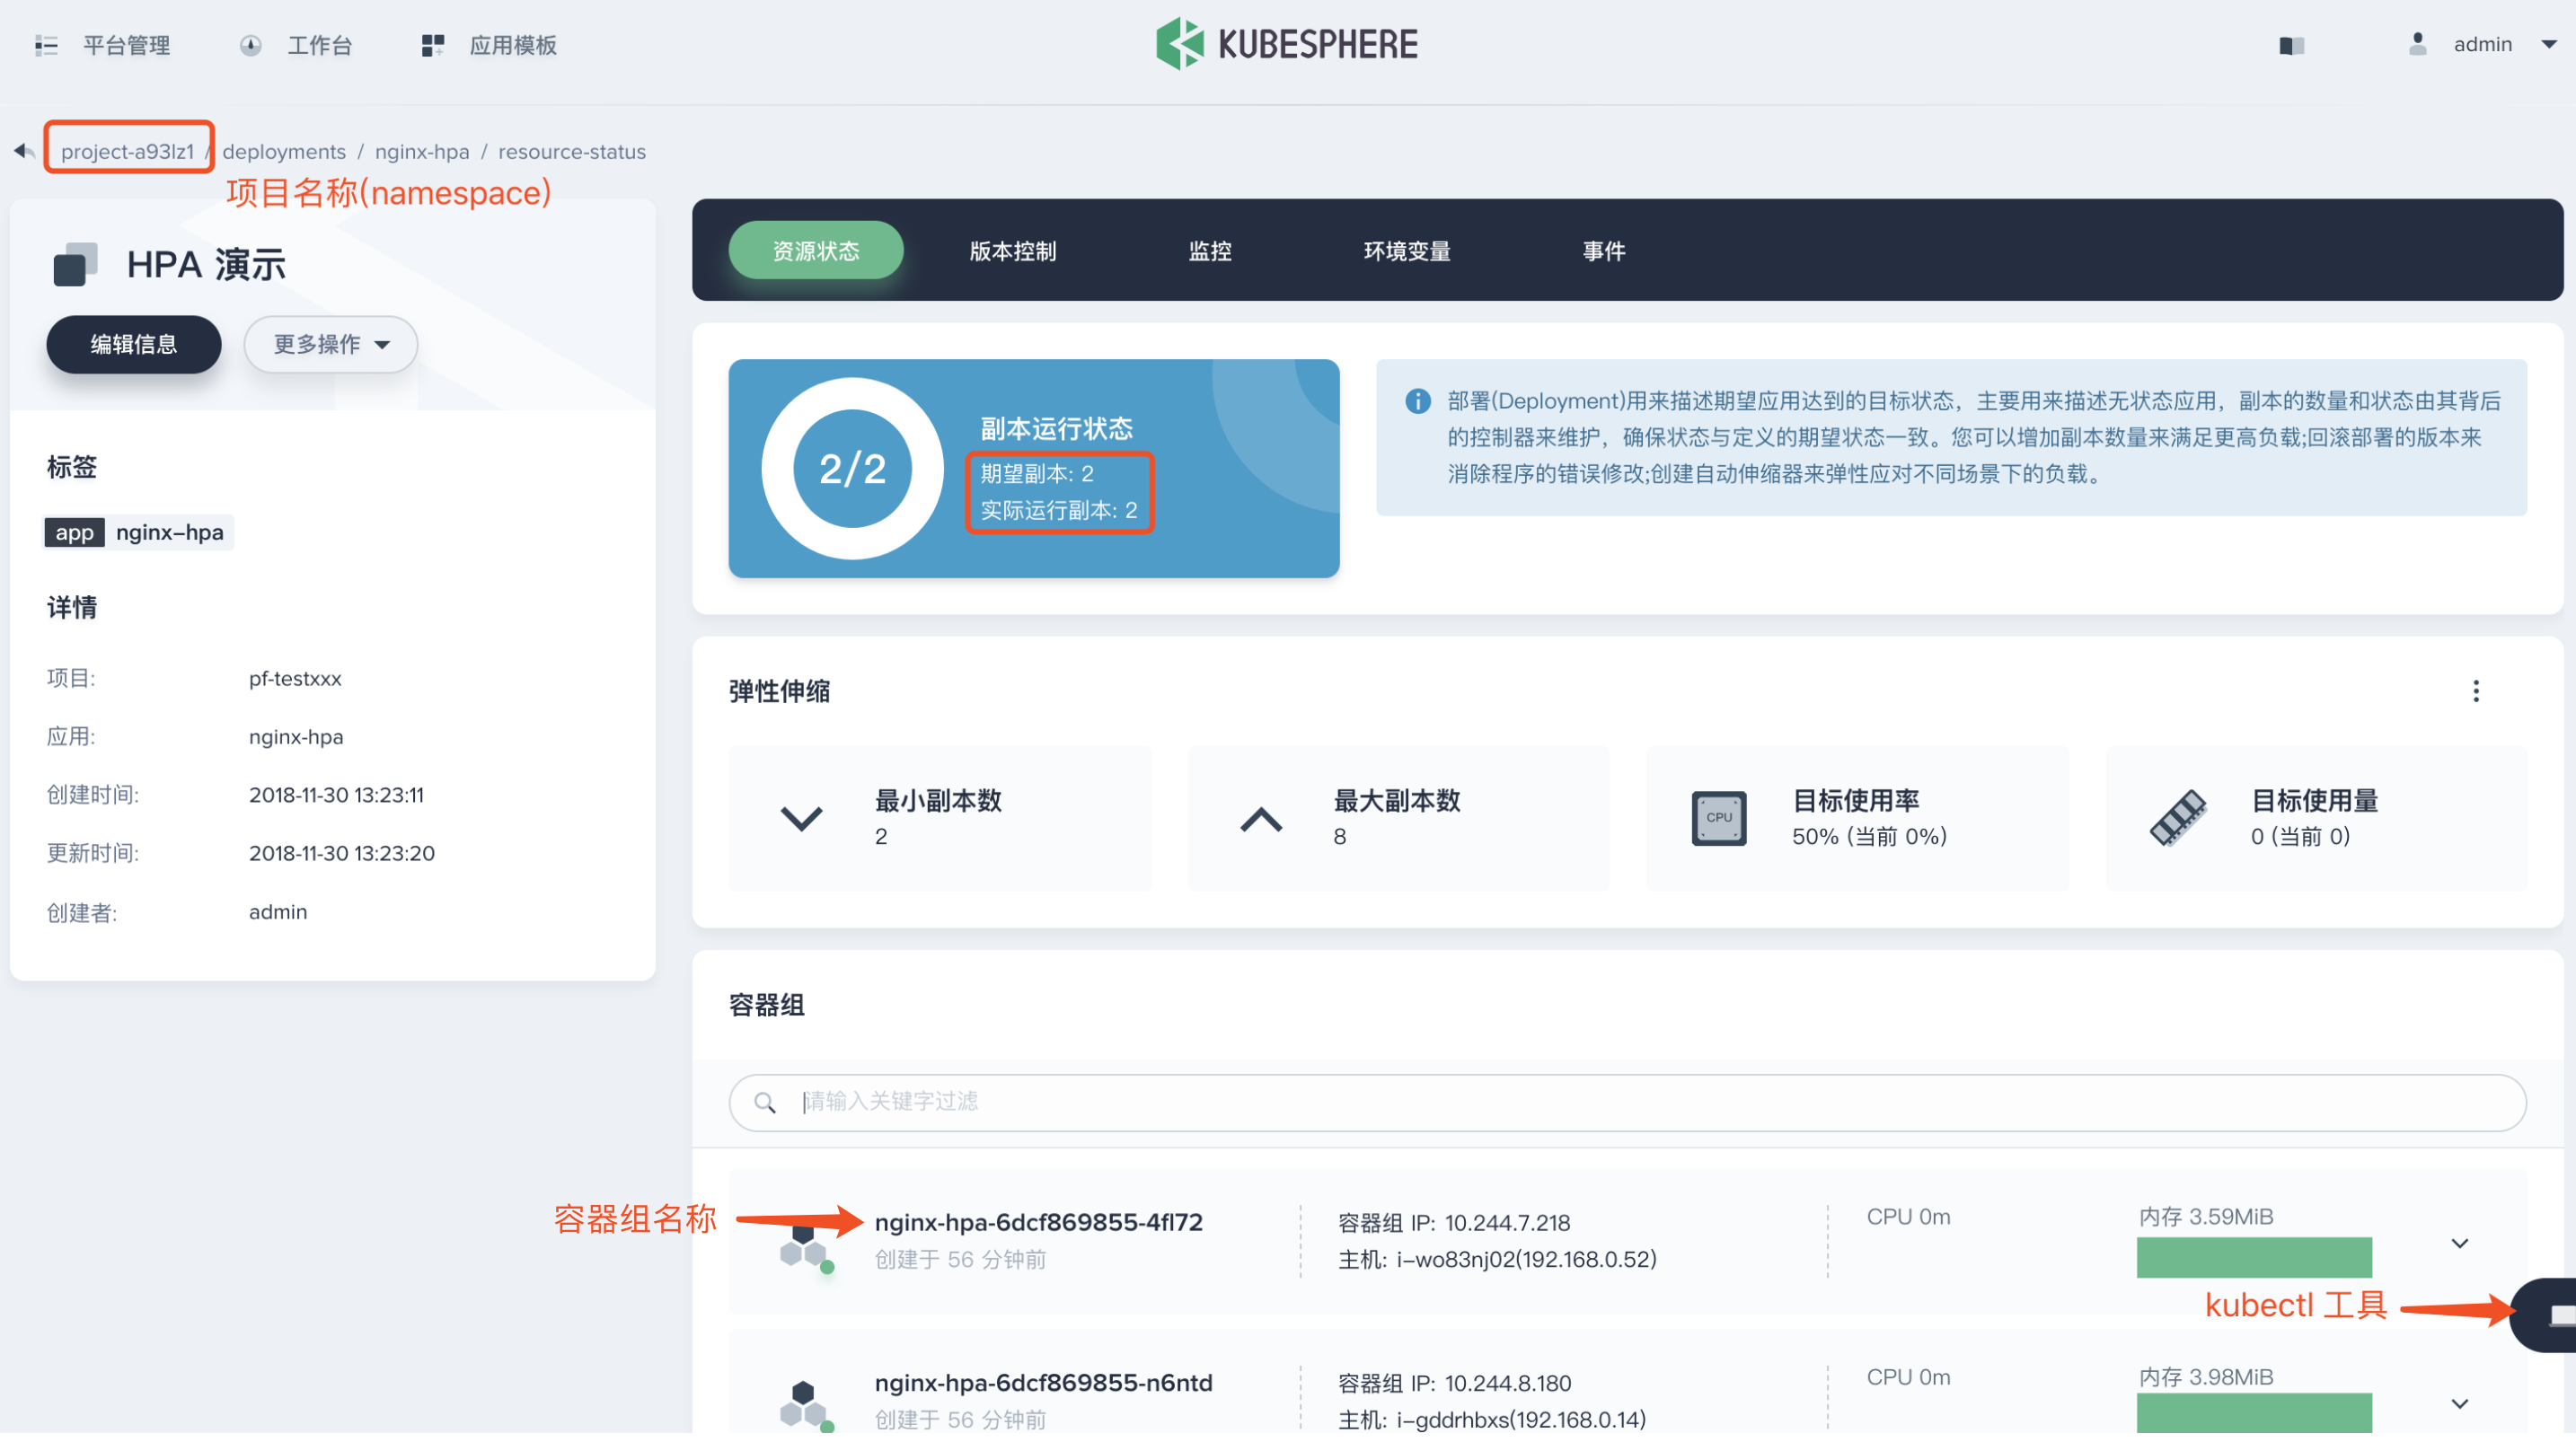 平台管理
工作台
应用模板
KUBESPHERE
admin
project-a93lz1 / deployments / nginx-hpa / resource-status
项目名称(namespace)
HPA 演示
编辑信息
更多操作
标签
app nginx-hpa
详情
项目: pf-testxxx
应用: nginx-hpa
创建时间: 2018-11-30 13:23:11
更新时间: 2018-11-30 13:23:20
创建者: admin
资源状态 版本控制 监控 环境变量 事件
2/2
副本运行状态
期望副本: 2
实际运行副本: 2
部署(Deployment)用来描述期望应用达到的目标状态，主要用来描述无状态应用，副本的数量和状态由其背后
的控制器来维护，确保状态与定义的期望状态一致。您可以增加副本数量来满足更高负载;回滚部署的版本来
消除程序的错误修改;创建自动伸缩器来弹性应对不同场景下的负载。
弹性伸缩
最小副本数
2
最大副本数
8
CPU
目标使用率
50% (当前 0%)
目标使用量
0 (当前 0)
容器组
请输入关键字过滤
容器组名称
nginx-hpa-6dcf869855-4fl72
创建于 56 分钟前
容器组 IP: 10.244.7.218
主机: i-wo83nj02(192.168.0.52)
CPU 0m
内存 3.59MiB
kubectl 工具
nginx-hpa-6dcf869855-n6ntd
创建于 56 分钟前
容器组 IP: 10.244.8.180
主机: i-gddrhbxs(192.168.0.14)
CPU 0m
内存 3.98MiB